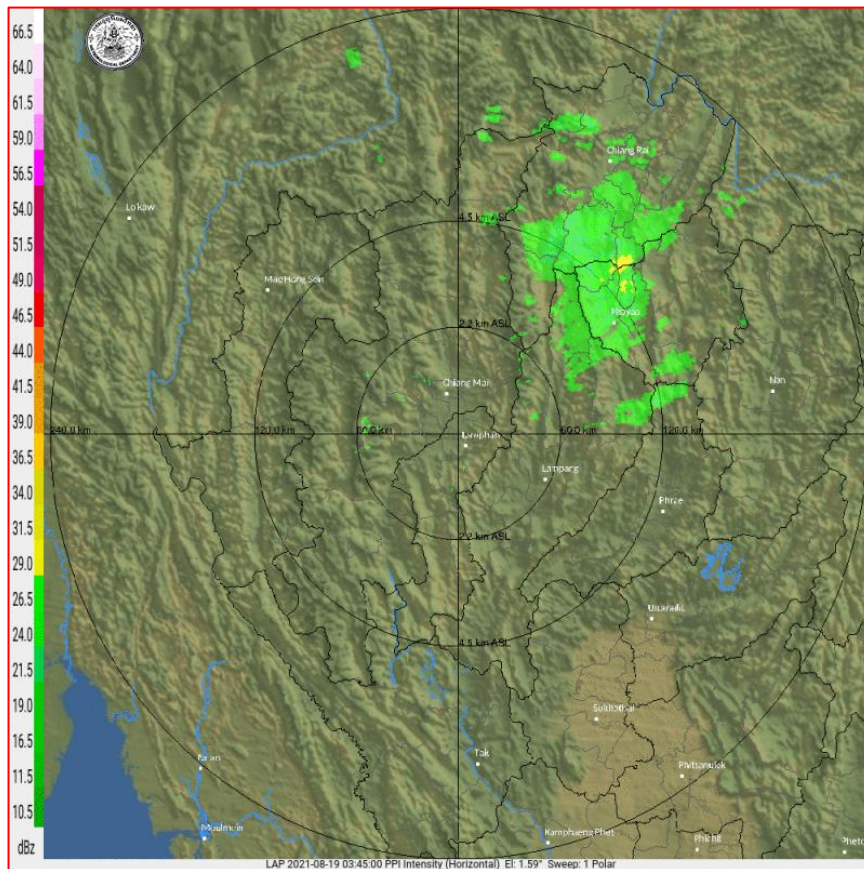 66.5
64.0
61.5
59.0
56.5
54.0
51.5
49.0
46.5
44.0
41.5
39.0
36.5
34.0
31.5
29.0
26.5
24.0
21.5
19.0
16.5
11.5
10.5
dBz
Chiang Rai
Loikaw
4.5 km ASL
Mae Hong Son
Phayao
2.2 km ASL
Chiang Mai
Nan
240.0 km
120.0 km
60.0 km
60.0 km
120.0 km
Lamphun
Lampang
Phrae
2.2 km ASL
Uttaradit
4.5 km ASL
Sukhothai
Tak
Phitsanulok
Moulmein
Kamphaeng Phet
Phichit
LAP 2021-08-19 03:45:00 PPI Intensity (Horizontal) El: 1.59° Sweep: 1 Polar